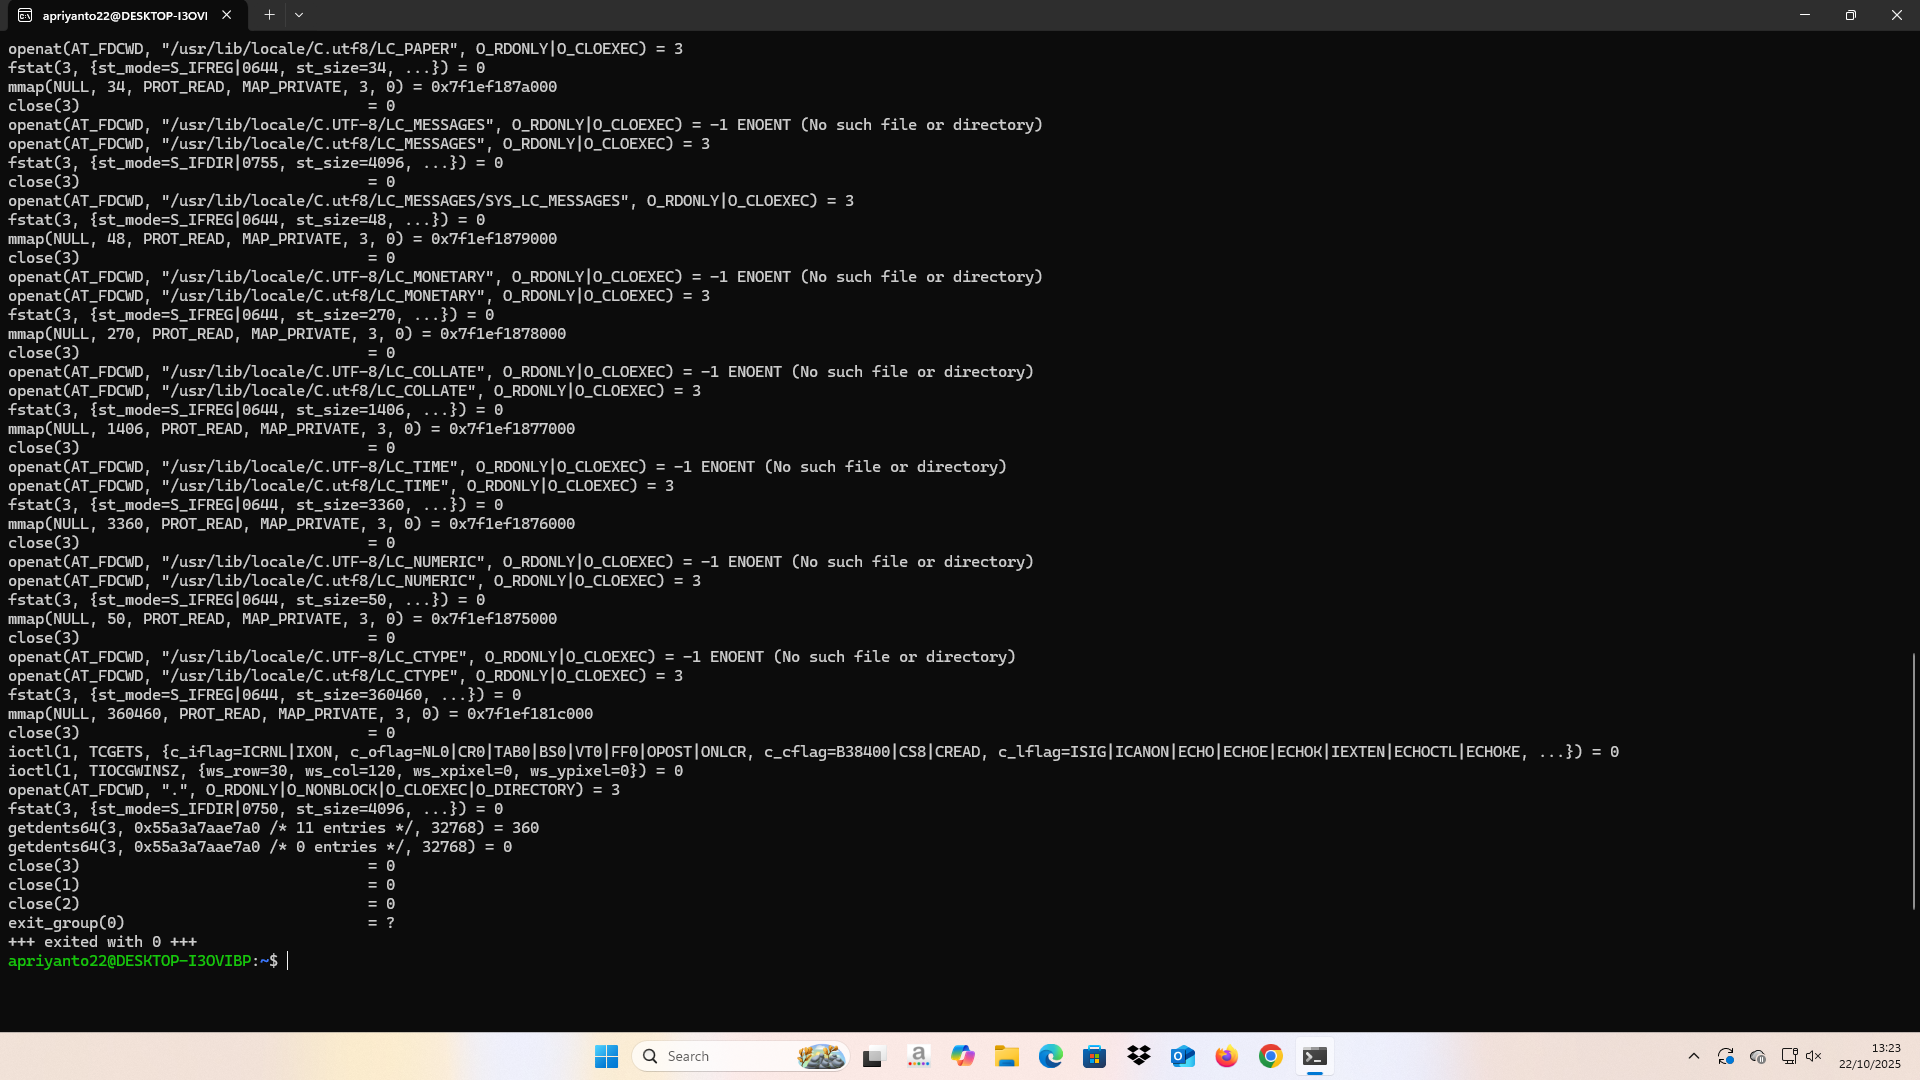 apriyanto22@DESKTOP-I3OVI
openat(AT_FDCWD, "/usr/lib/locale/C.utf8/LC_PAPER", O_RDONLY|O_CLOEXEC) = 3
fstat(3, {st_mode=S_IFREG|0644, st_size=34, ...}) = 0
mmap(NULL, 34, PROT_READ, MAP_PRIVATE, 3, 0) = 0x7f1ef187a000
close(3)                                = 0
openat(AT_FDCWD, "/usr/lib/locale/C.UTF-8/LC_MESSAGES", O_RDONLY|O_CLOEXEC) = -1 ENOENT (No such file or directory)
openat(AT_FDCWD, "/usr/lib/locale/C.utf8/LC_MESSAGES", O_RDONLY|O_CLOEXEC) = 3
fstat(3, {st_mode=S_IFDIR|0755, st_size=4096, ...}) = 0
close(3)                                = 0
openat(AT_FDCWD, "/usr/lib/locale/C.utf8/LC_MESSAGES/SYS_LC_MESSAGES", O_RDONLY|O_CLOEXEC) = 3
fstat(3, {st_mode=S_IFREG|0644, st_size=48, ...}) = 0
mmap(NULL, 48, PROT_READ, MAP_PRIVATE, 3, 0) = 0x7f1ef1879000
close(3)                                = 0
openat(AT_FDCWD, "/usr/lib/locale/C.UTF-8/LC_MONETARY", O_RDONLY|O_CLOEXEC) = -1 ENOENT (No such file or directory)
openat(AT_FDCWD, "/usr/lib/locale/C.utf8/LC_MONETARY", O_RDONLY|O_CLOEXEC) = 3
fstat(3, {st_mode=S_IFREG|0644, st_size=270, ...}) = 0
mmap(NULL, 270, PROT_READ, MAP_PRIVATE, 3, 0) = 0x7f1ef1878000
close(3)                                = 0
openat(AT_FDCWD, "/usr/lib/locale/C.UTF-8/LC_COLLATE", O_RDONLY|O_CLOEXEC) = -1 ENOENT (No such file or directory)
openat(AT_FDCWD, "/usr/lib/locale/C.utf8/LC_COLLATE", O_RDONLY|O_CLOEXEC) = 3
fstat(3, {st_mode=S_IFREG|0644, st_size=1406, ...}) = 0
mmap(NULL, 1406, PROT_READ, MAP_PRIVATE, 3, 0) = 0x7f1ef1877000
close(3)                                = 0
openat(AT_FDCWD, "/usr/lib/locale/C.UTF-8/LC_TIME", O_RDONLY|O_CLOEXEC) = -1 ENOENT (No such file or directory)
openat(AT_FDCWD, "/usr/lib/locale/C.utf8/LC_TIME", O_RDONLY|O_CLOEXEC) = 3
fstat(3, {st_mode=S_IFREG|0644, st_size=3360, ...}) = 0
mmap(NULL, 3360, PROT_READ, MAP_PRIVATE, 3, 0) = 0x7f1ef1876000
close(3)                                = 0
openat(AT_FDCWD, "/usr/lib/locale/C.UTF-8/LC_NUMERIC", O_RDONLY|O_CLOEXEC) = -1 ENOENT (No such file or directory)
openat(AT_FDCWD, "/usr/lib/locale/C.utf8/LC_NUMERIC", O_RDONLY|O_CLOEXEC) = 3
fstat(3, {st_mode=S_IFREG|0644, st_size=50, ...}) = 0
mmap(NULL, 50, PROT_READ, MAP_PRIVATE, 3, 0) = 0x7f1ef1875000
close(3)                                = 0
openat(AT_FDCWD, "/usr/lib/locale/C.UTF-8/LC_CTYPE", O_RDONLY|O_CLOEXEC) = -1 ENOENT (No such file or directory)
openat(AT_FDCWD, "/usr/lib/locale/C.utf8/LC_CTYPE", O_RDONLY|O_CLOEXEC) = 3
fstat(3, {st_mode=S_IFREG|0644, st_size=360460, ...}) = 0
mmap(NULL, 360460, PROT_READ, MAP_PRIVATE, 3, 0) = 0x7f1ef181c000
close(3)                                = 0
ioctl(1, TCGETS, {c_iflag=ICRNL|IXON, c_oflag=NL0|CR0|TAB0|BS0|VT0|FF0|OPOST|ONLCR, c_cflag=B38400|CS8|CREAD, c_lflag=ISIG|ICANON|ECHO|ECHOE|ECHOK|IEXTEN|ECHOCTL|ECHOKE, ...}) = 0
ioctl(1, TIOCGWINSZ, {ws_row=30, ws_col=120, ws_xpixel=0, ws_ypixel=0}) = 0
openat(AT_FDCWD, ".", O_RDONLY|O_NONBLOCK|O_CLOEXEC|O_DIRECTORY) = 3
fstat(3, {st_mode=S_IFDIR|0750, st_size=4096, ...}) = 0
getdents64(3, 0x55a3a7aae7a0 /* 11 entries */, 32768) = 360
getdents64(3, 0x55a3a7aae7a0 /* 0 entries */, 32768) = 0
close(3)                                = 0
close(1)                                = 0
close(2)                                = 0
exit_group(0)                           = ?
+++ exited with 0 +++
apriyanto22@DESKTOP-I3OVIBP:~$
Search
13:23
22/10/2025